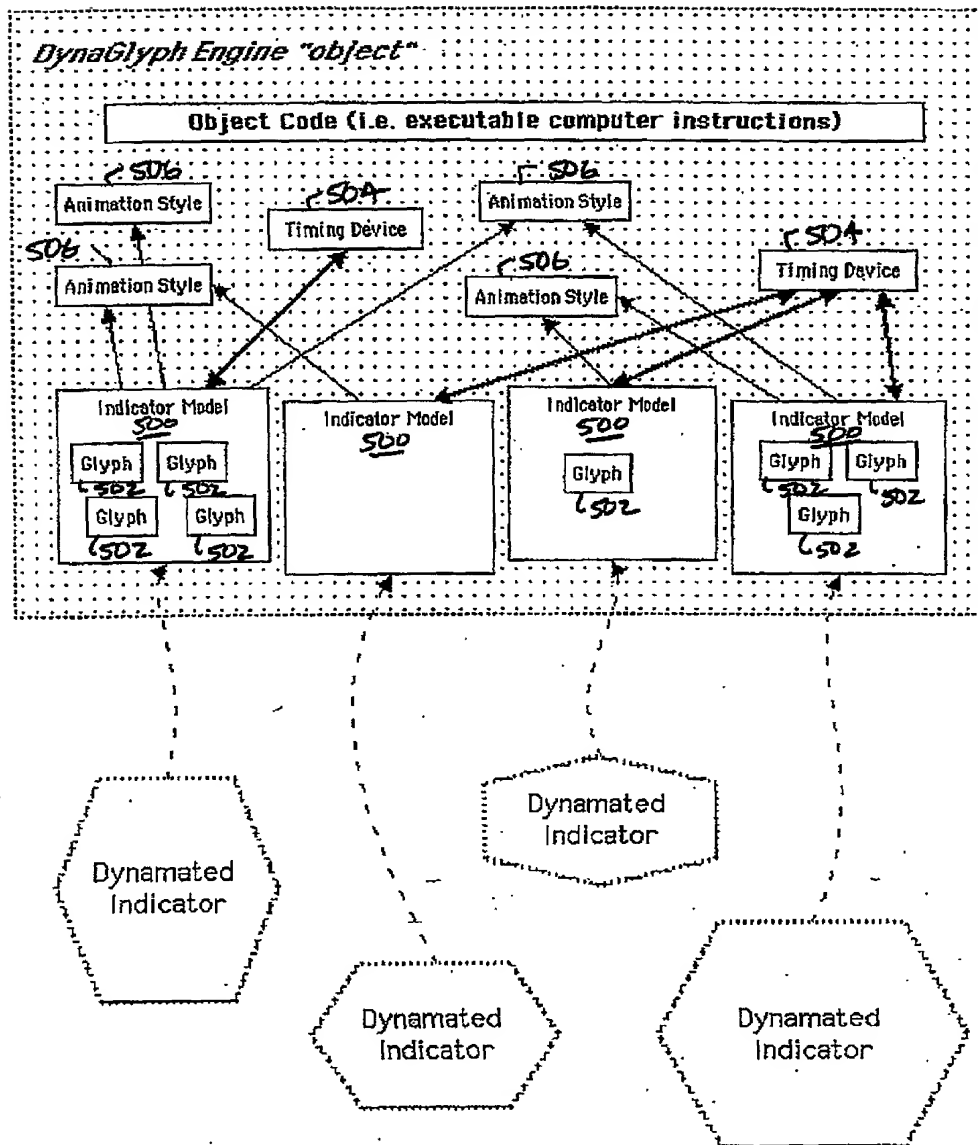 DynaGlyph Engine "object"
Object Code (i.e. executable computer instructions)
506
Animation Style
504
Timing Device
506
Animation Style
506
Animation Style
506
Animation Style
504
Timing Device
Indicator Model
500
Glyph
502
Glyph
502
Glyph
502
Glyph
502
Indicator Model
500
Indicator Model
500
Glyph
502
Indicator Model
500
Glyph
502
Glyph
Glyph
502
Dynamated
Indicator
Dynamated
Indicator
Dynamated
Indicator
Dynamated
Indicator